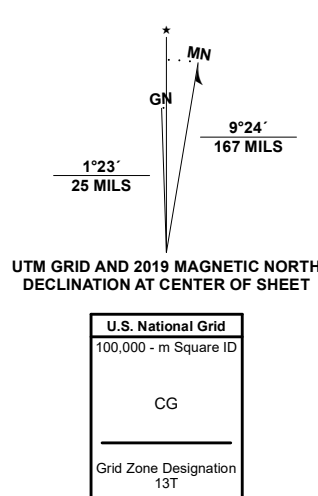 ★
MN
GN
9°24´
167 MILS
1°23´
25 MILS
UTM GRID AND 2019 MAGNETIC NORTH
DECLINATION AT CENTER OF SHEET
U.S. National Grid
100,000 - m Square ID
CG
Grid Zone Designation
13T